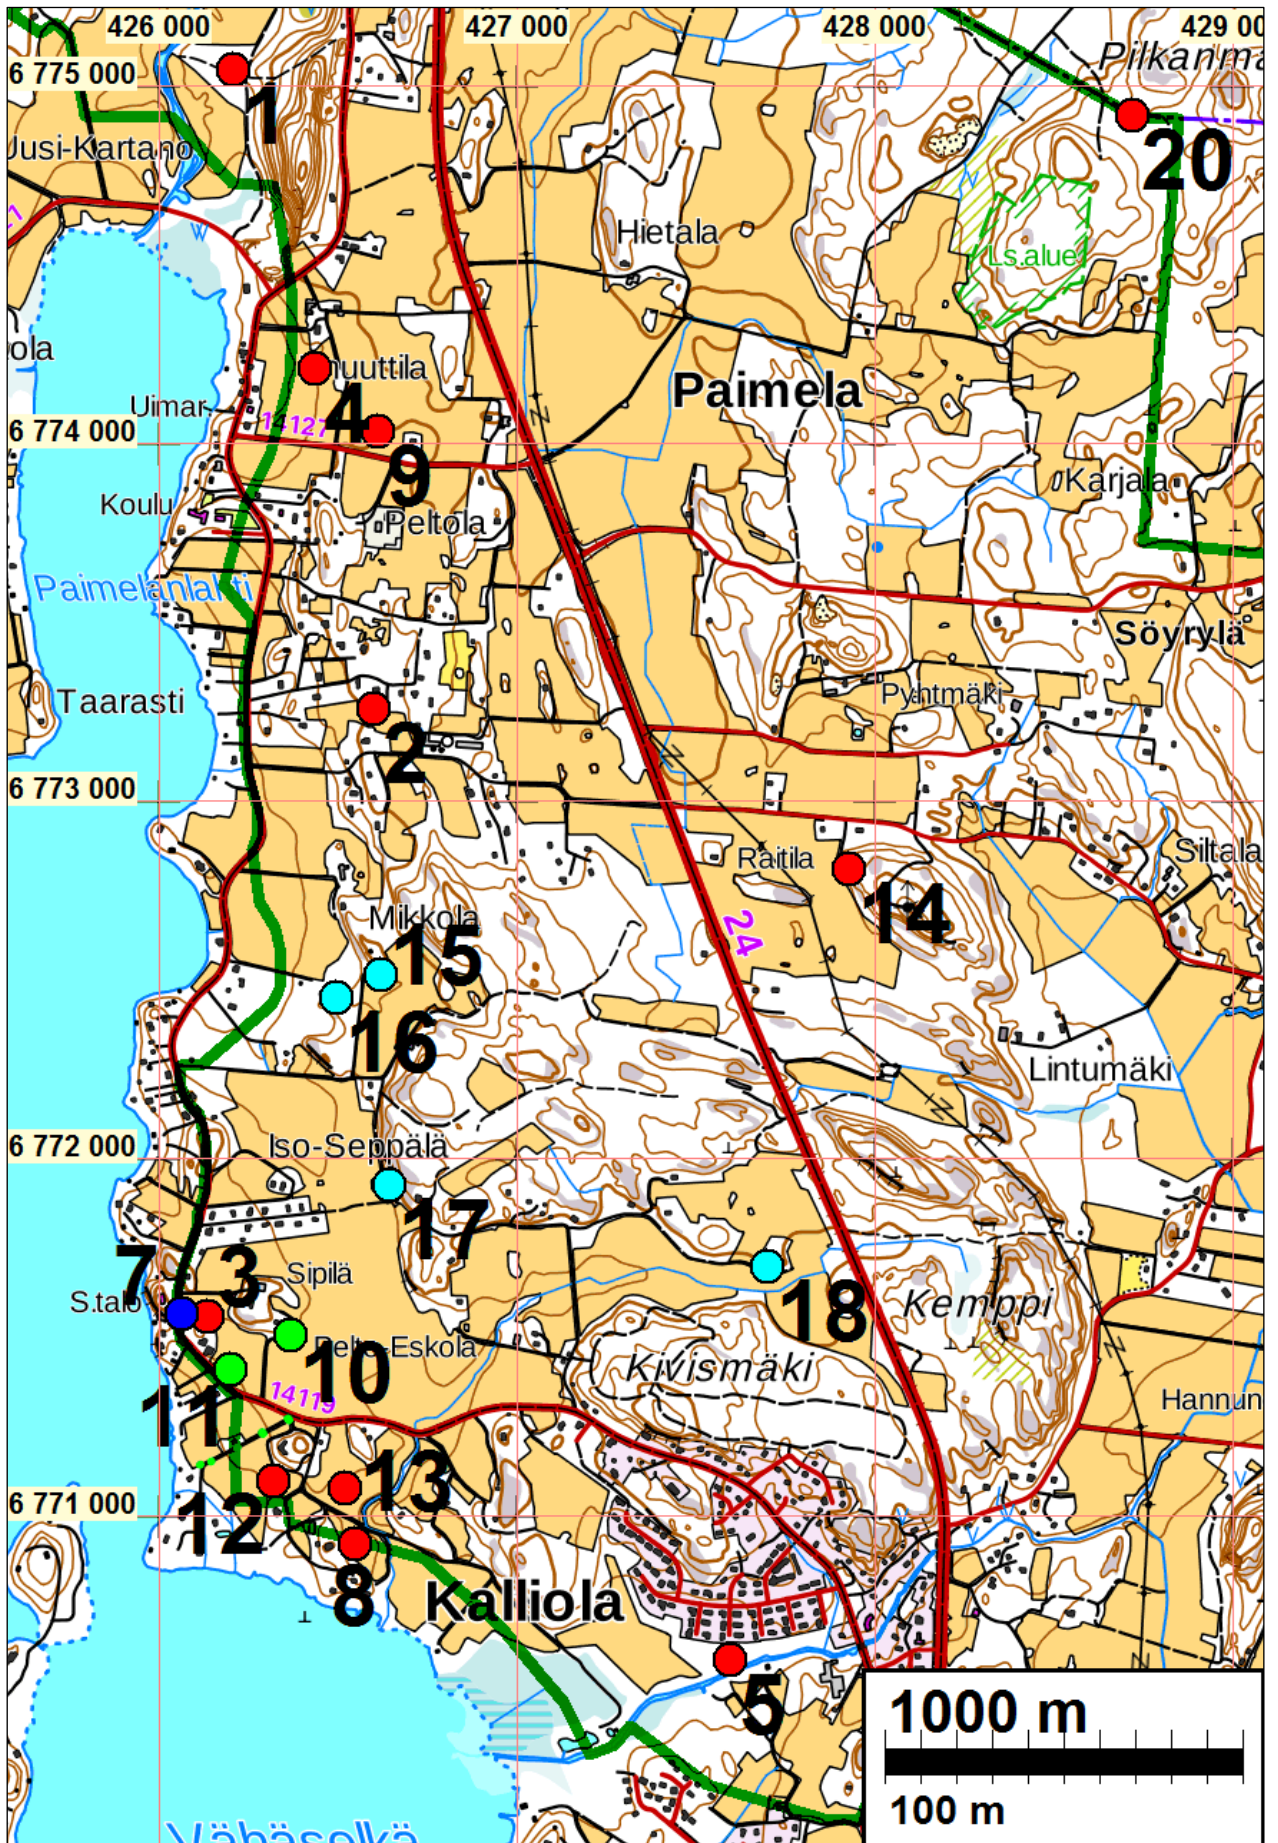 426 000
427 000
428 000
429 00
Pilkanma
6 775 000
1
20
Uusi-Kartano
Hietala
Ls.alue
ola
uuttila
Paimela
Uimar
4
14127
6 774 000
9
Karjala
Koulu
Peltola
Paimelanlahti
Söyrylä
Taarasti
Pyhtmäki
2
6 773 000
Raitila
Siltala
14
Mikkola
24
15
16
Lintumäki
6 772 000
Iso-Seppälä
17
7
3
Sipilä
S.talo
18
Kemppi
Pelto-Eskola
10
Kivismäki
14119
11
Hannun
13
6 771 000
12
8
Kalliola
5
1000 m
100 m
Vähäselkä